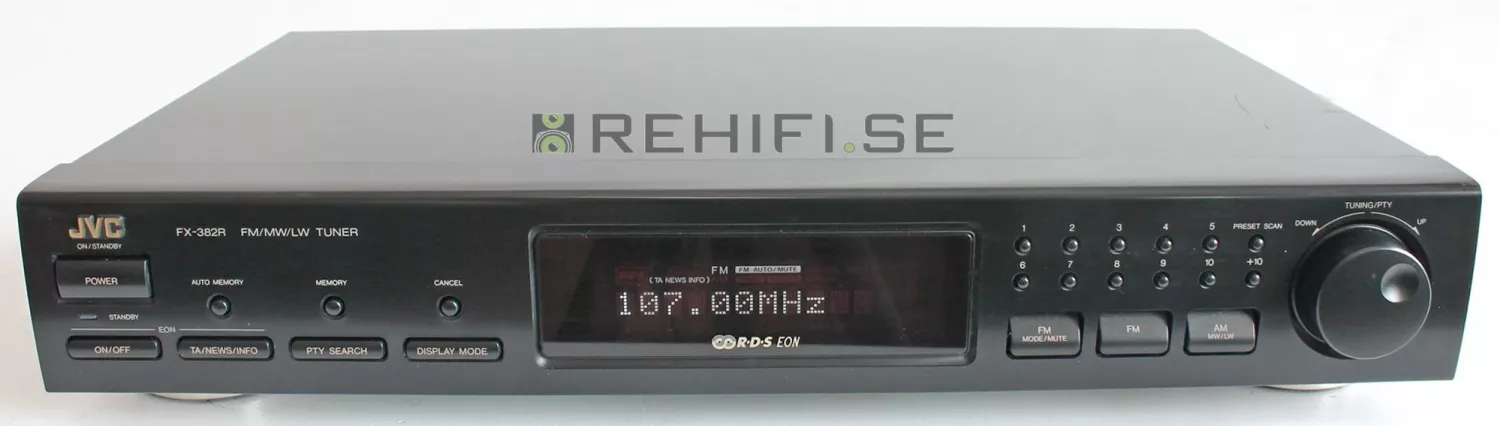 REHIFI.SE
JVC
FX-382R FM/MW/LW TUNER
ON/STANDBY
POWER
STANDBY
AUTO MEMORY
MEMORY
CANCEL
EON
ON/OFF
TA/NEWS/INFO
PTY SEARCH
DISPLAY MODE
FM FM-AUTO/MUTE
(TA NEWS INFO)
107.00MHz
R·D·S EON
1 2 3 4 5 PRESET SCAN
6 7 8 9 10 +10
FM
MODE/MUTE
FM
AM
MW/LW
TUNING/PTY
DOWN UP